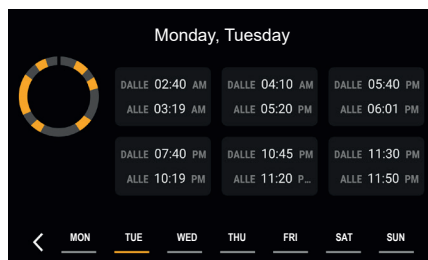 Monday, Tuesday
DALLE 02:40 AM DALLE 04:10 AM DALLE 05:40 PM
ALLE 03:19 AM ALLE 05:20 PM ALLE 06:01 PM
DALLE 07:40 PM DALLE 10:45 PM DALLE 11:30 PM
ALLE 10:19 PM ALLE 11:20 P... ALLE 11:50 PM
MON TUE WED THU FRI SAT SUN